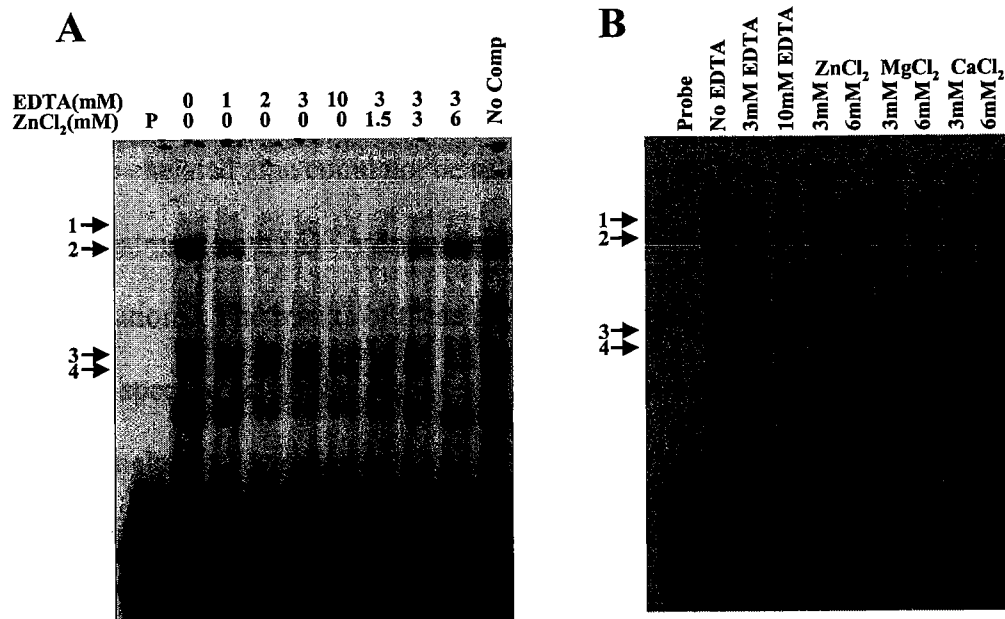 A
EDTA(mM) 0 1 2 3 10 3 3 3 No Comp
ZnCl2(mM) P 0 0 0 0 0 1.5 3 6
1
2
3
4
B
Probe
No EDTA
3mM EDTA
10mM EDTA
ZnCl2 MgCl2 CaCl2
3mM
6mM
3mM
6mM
3mM
6mM
1
2
3
4